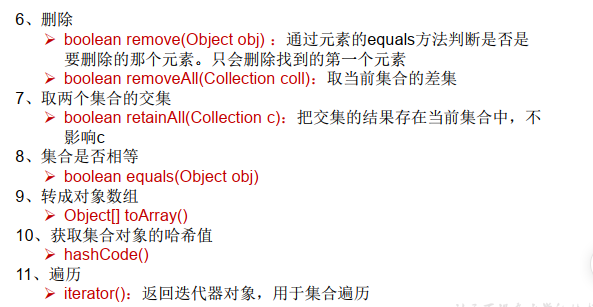 6、删除
➢ boolean remove(Object obj) ：通过元素的equals方法判断是否是
要删除的那个元素。只会删除找到的第一个元素
➢ boolean removeAll(Collection coll)：取当前集合的差集
7、取两个集合的交集
➢ boolean retainAll(Collection c)：把交集的结果存在当前集合中，不
影响c
8、集合是否相等
➢ boolean equals(Object obj)
9、转成对象数组
➢ Object[] toArray()
10、获取集合对象的哈希值
➢ hashCode()
11、遍历
➢ iterator()：返回迭代器对象，用于集合遍历